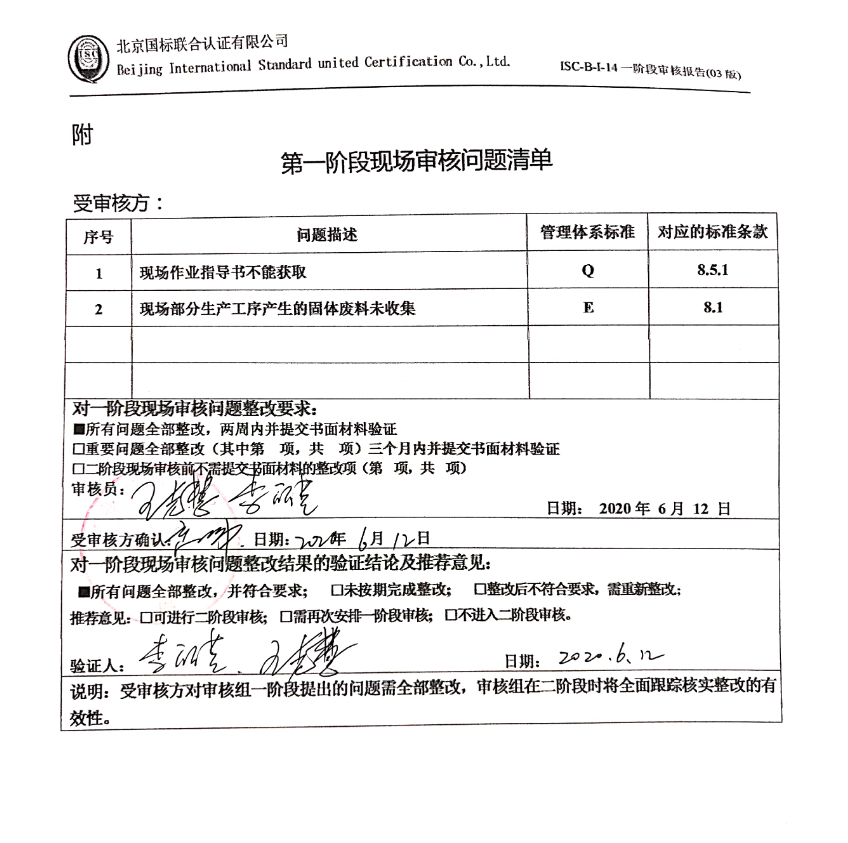 ISC
北京国标联合认证有限公司
Beijing International Standard united Certification Co.,Ltd.
ISC-B-I-14 一阶段审核报告(03 版)
附
第一阶段现场审核问题清单
受审核方：
序号 问题描述 管理体系标准 对应的标准条款
1 现场作业指导书不能获取 Q 8.5.1
2 现场部分生产工序产生的固体废料未收集 E 8.1
对一阶段现场审核问题整改要求：
■所有问题全部整改，两周内并提交书面材料验证
□重要问题全部整改（其中第 项，共 项）三个月内并提交书面材料验证
□二阶段现场审核前不需提交书面材料的整改项（第 项，共 项）
审核员：
日期： 2020 年 6 月 12 日
受审核方确认: 日期：2020年 6月12日
对一阶段现场审核问题整改结果的验证结论及推荐意见：
■所有问题全部整改，并符合要求； □未按期完成整改； □整改后不符合要求，需重新整改；
推荐意见：□可进行二阶段审核； □需再次安排一阶段审核； □不进入二阶段审核。
验证人： 日期： 2020.6.12
说明：受审核方对审核组一阶段提出的问题需全部整改，审核组在二阶段时将全面跟踪核实整改的有
效性。